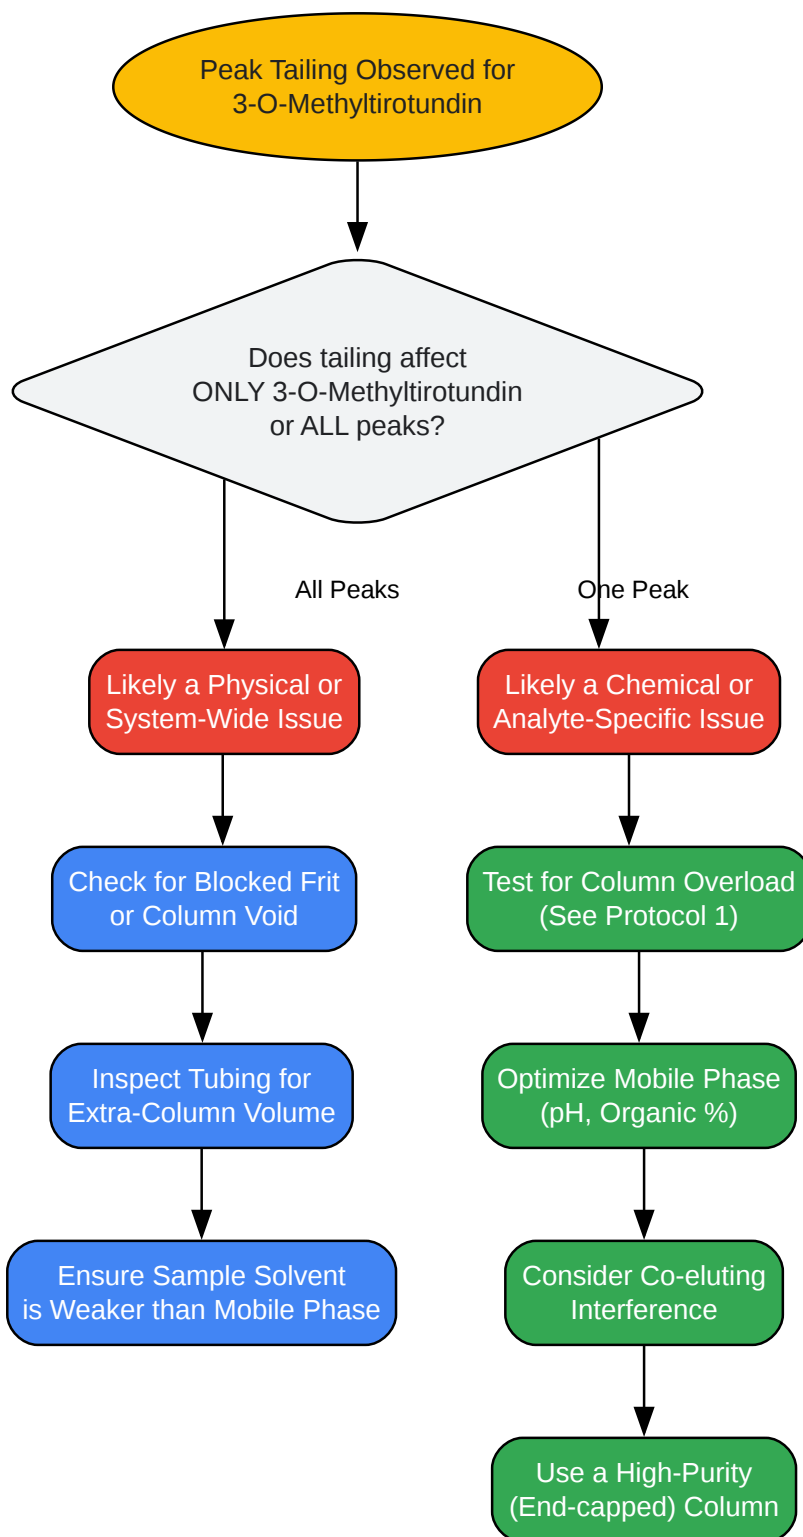 Peak Tailing Observed for
3-O-Methyltirotundin
Does tailing affect
ONLY 3-O-Methyltirotundin
or ALL peaks?
All Peaks
One Peak
Likely a Physical or
System-Wide Issue
Likely a Chemical or
Analyte-Specific Issue
Check for Blocked Frit
or Column Void
Test for Column Overload
(See Protocol 1)
Inspect Tubing for
Extra-Column Volume
Optimize Mobile Phase
(pH, Organic %)
Ensure Sample Solvent
is Weaker than Mobile Phase
Consider Co-eluting
Interference
Use a High-Purity
(End-capped) Column